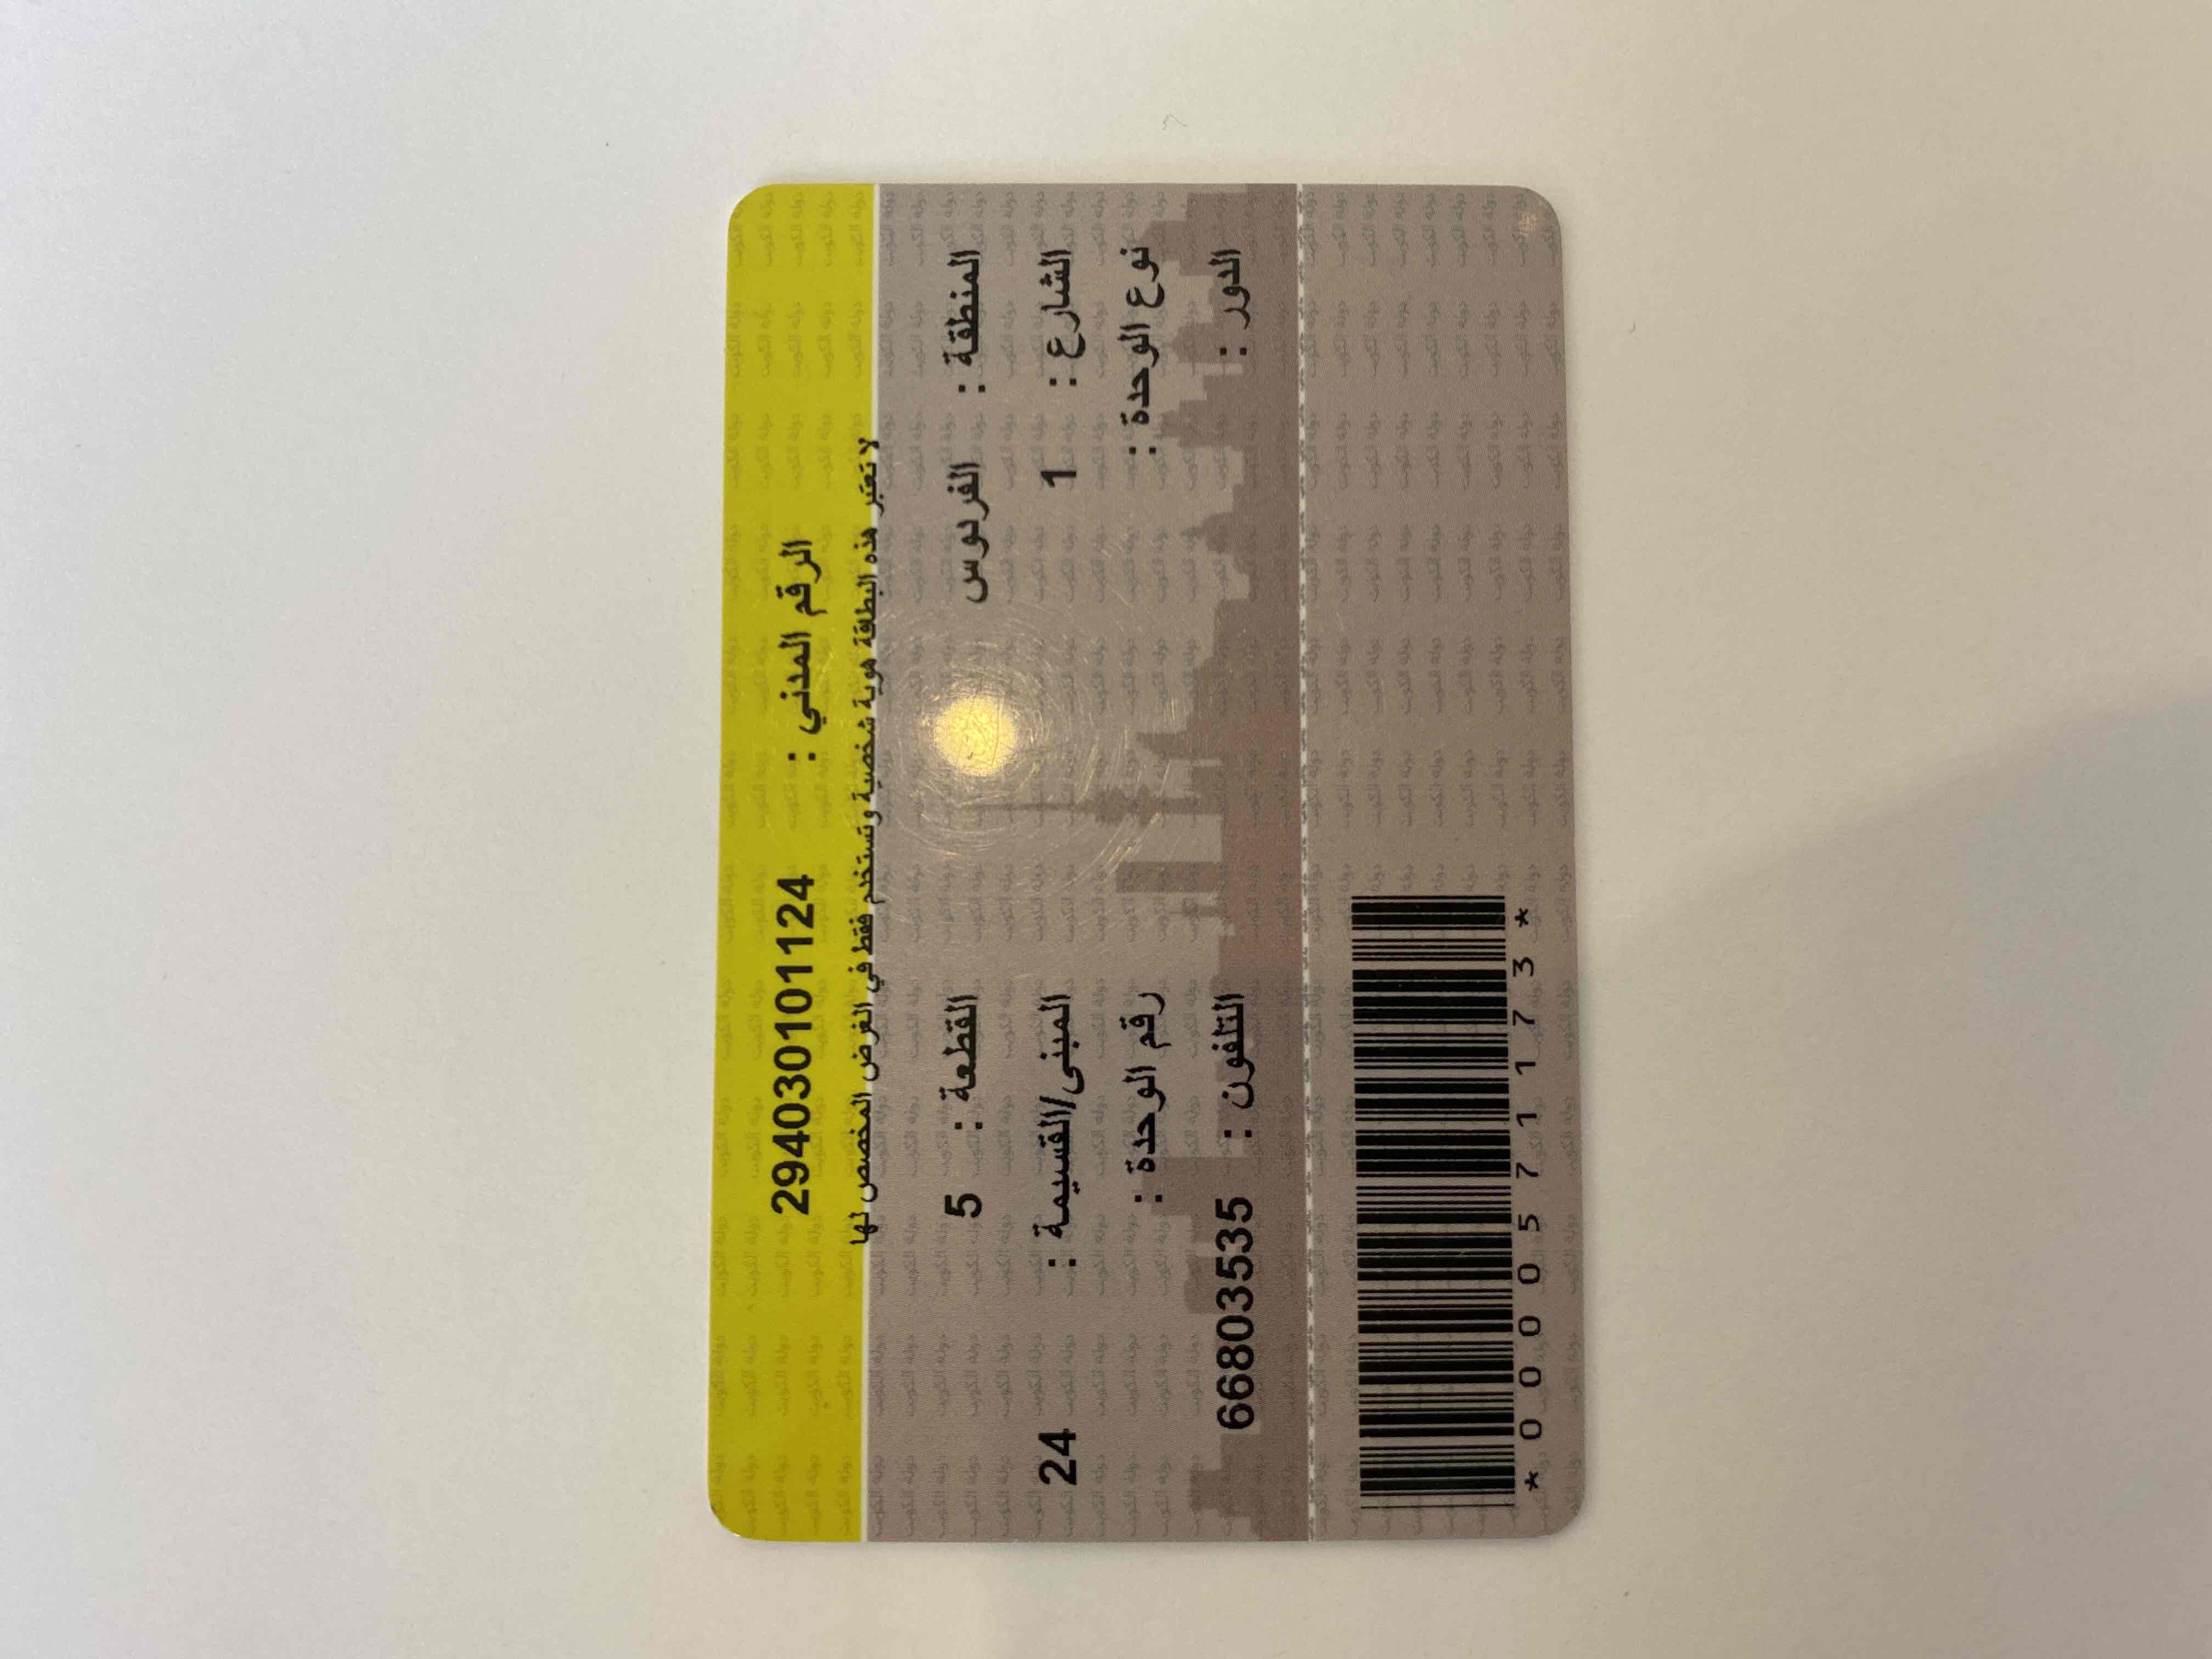 الرقم المدني : 294030101124
لا تعتبر هذه البطاقة هوية شخصية وتستخدم فقط في الغرض المخصص لها
المنطقة : الفردوس القطعة : 5
الشارع : 1 المبنى/القسيمة : 24
نوع الوحدة : رقم الوحدة :
الدور : التلفون : 66803535
*0000571173*